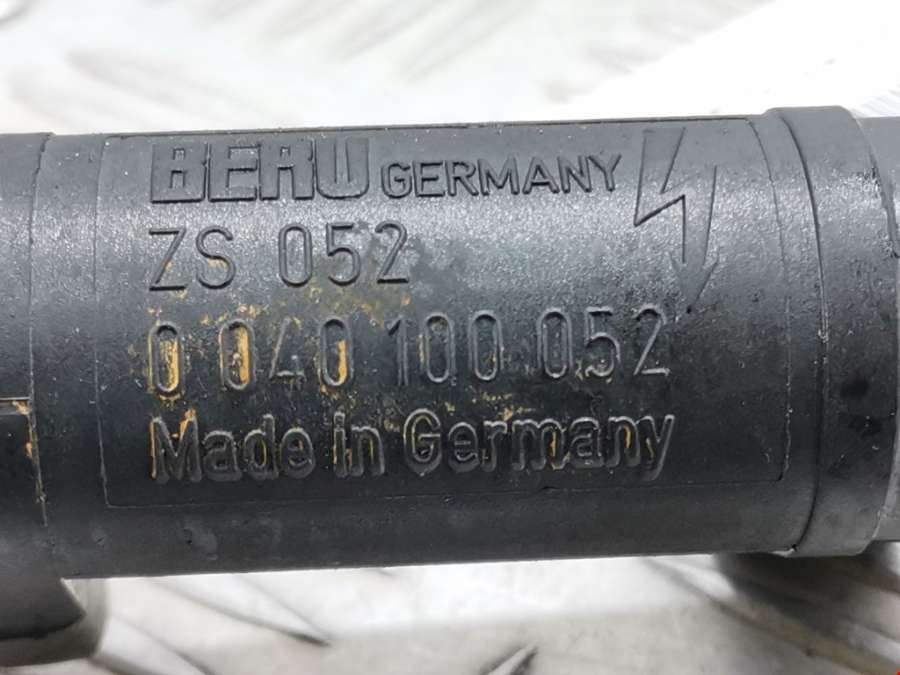 BERU GERMANY
ZS 052
0 040 100 052
Made in Germany